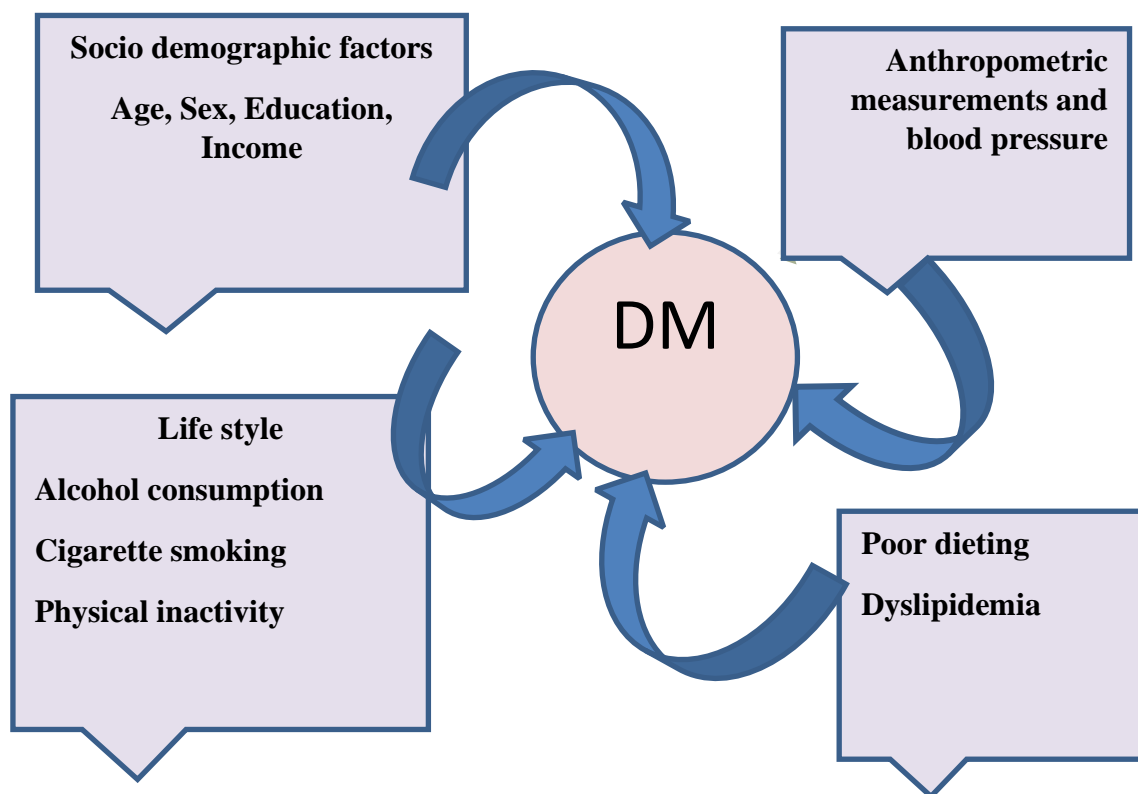 Socio demographic factors
Age, Sex, Education,
Income
Anthropometric
measurements and
blood pressure
DM
Life style
Alcohol consumption
Cigarette smoking
Physical inactivity
Poor dieting
Dyslipidemia